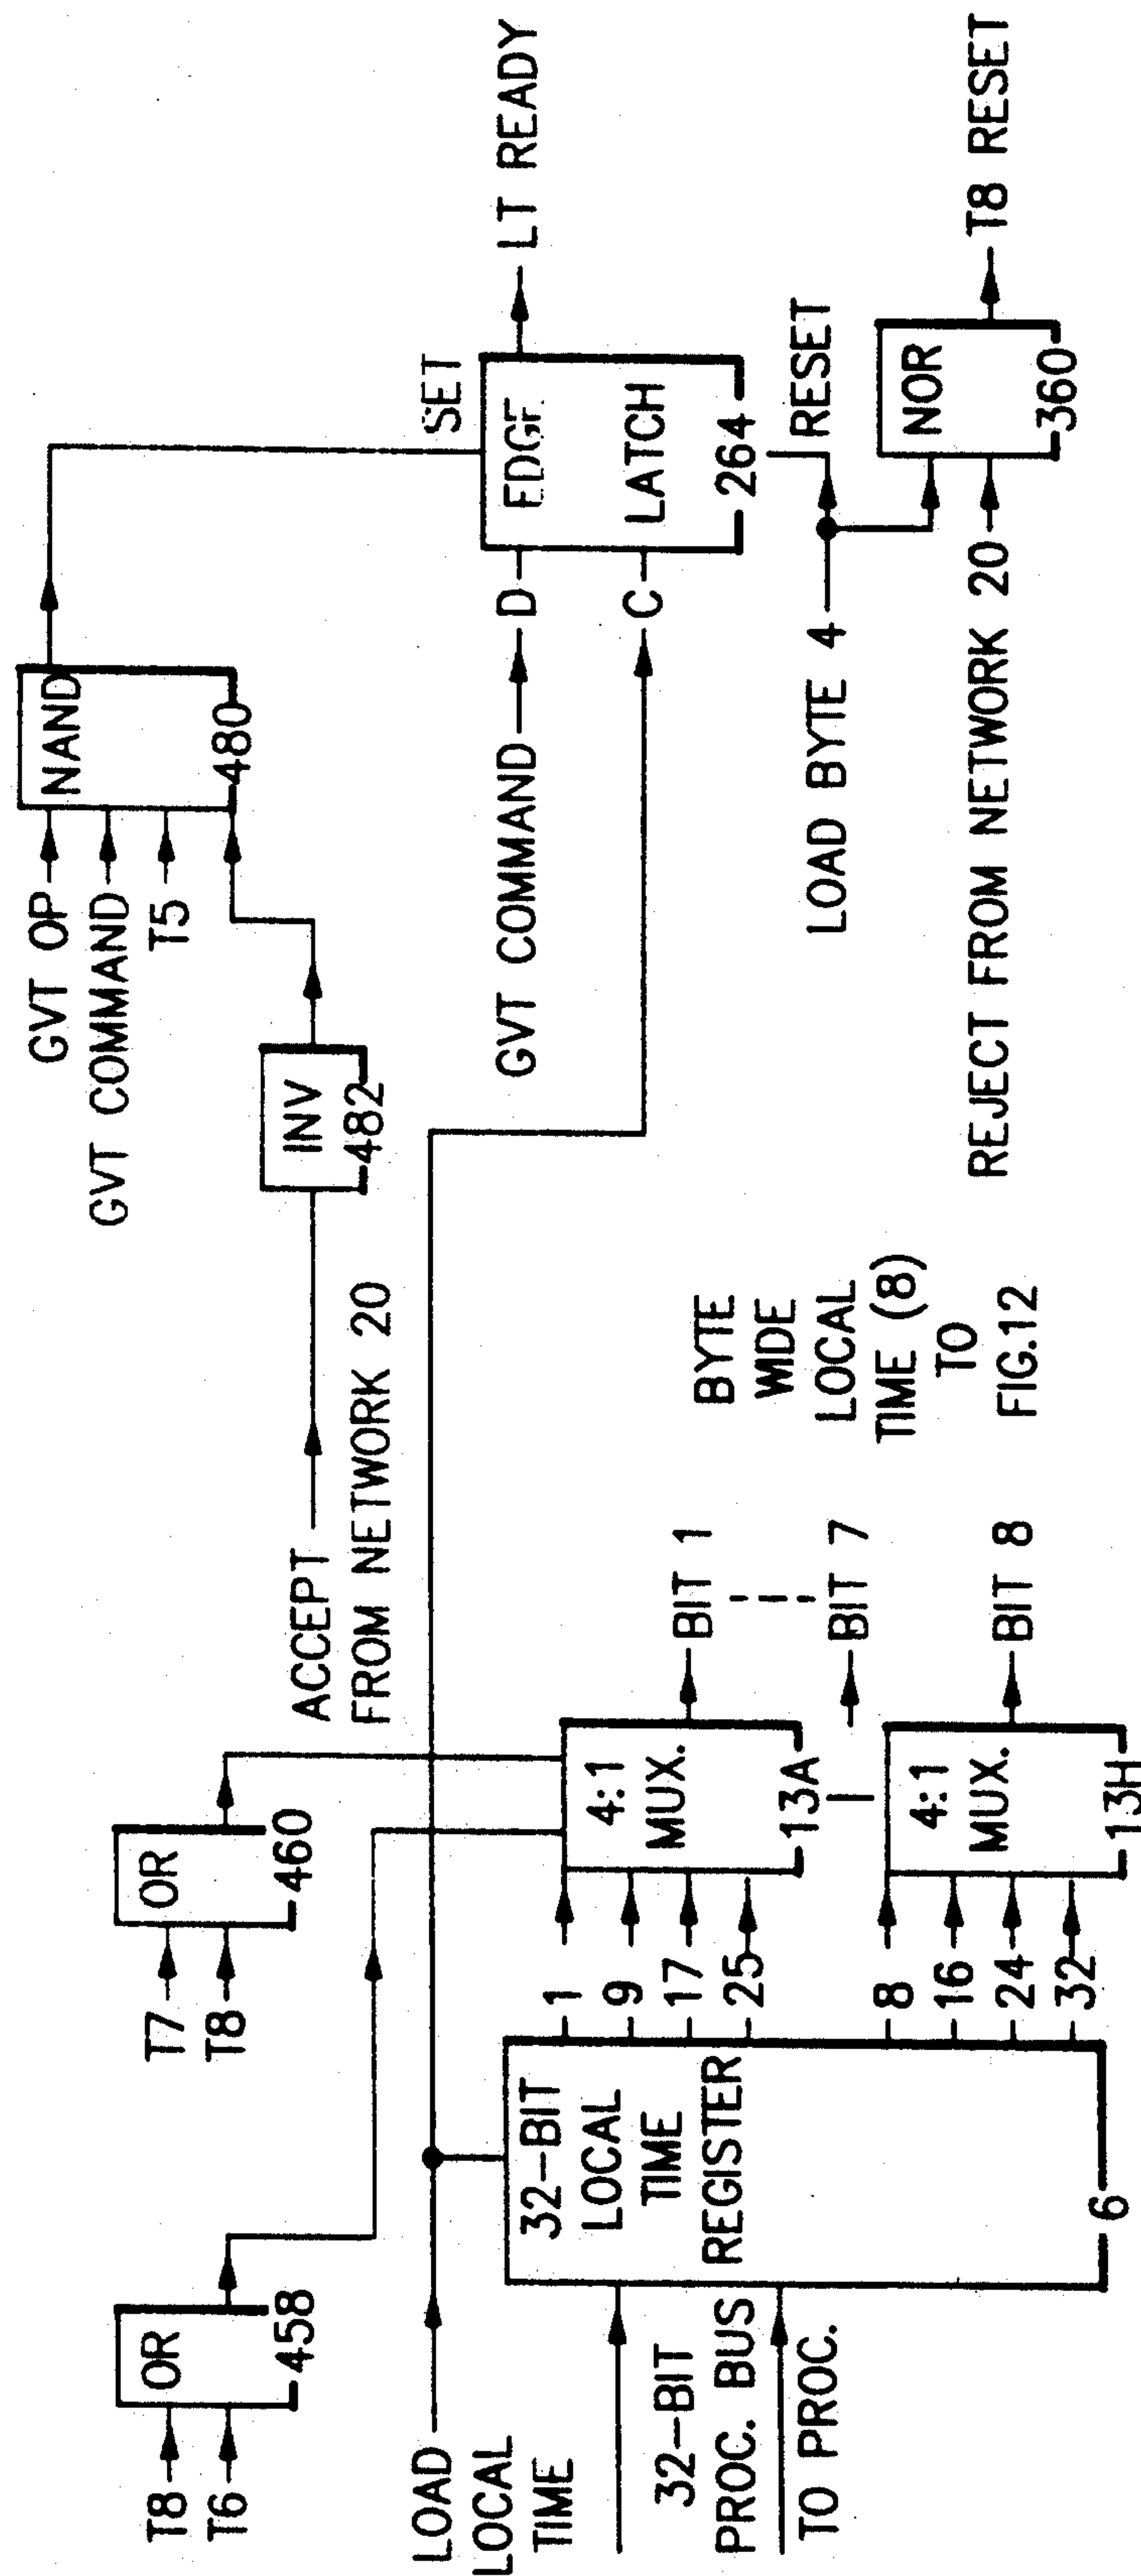 T8
T6
OR
458
T7
T8
OR
460
GVT OP
GVT COMMAND
T5
NAND
480
ACCEPT
FROM NETWORK 20
INV
482
LOAD
LOCAL
TIME
32-BIT
PROC. BUS
TO PROC.
32-BIT
LOCAL
TIME
REGISTER
6
1
9
17
25
8
16
24
32
4:1
MUX.
13A
4:1
MUX.
13H
BIT 1
BIT 7
BIT 8
BYTE
WIDE
LOCAL
TIME (8)
TO
FIG.12
GVT COMMAND
D
C
SET
EDGE
LATCH
264
LT READY
RESET
LOAD BYTE 4
REJECT FROM NETWORK 20
NOR
360
T8 RESET